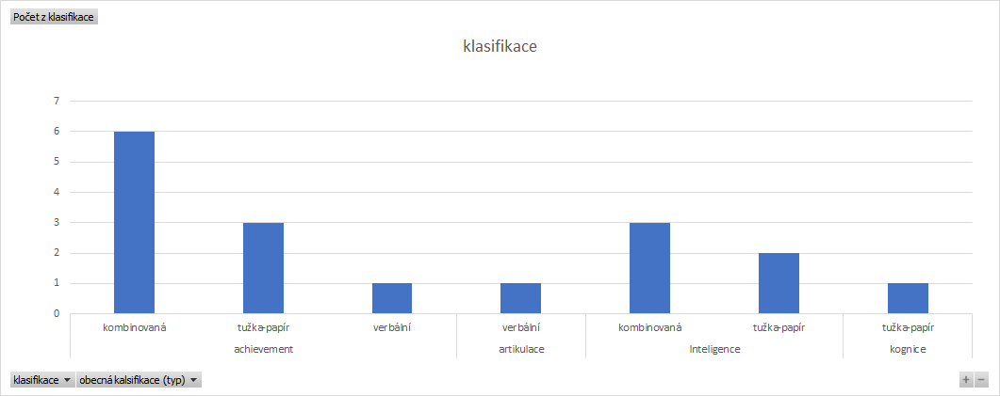 Počet z klasifikace
klasifikace
7
6
5
4
3
2
1
0
kombinovaná tužka-papír verbální verbální kombinovaná tužka-papír tužka-papír
achievement artikulace Inteligence kognice
klasifikace obecná kalsifikace (typ)
+ −